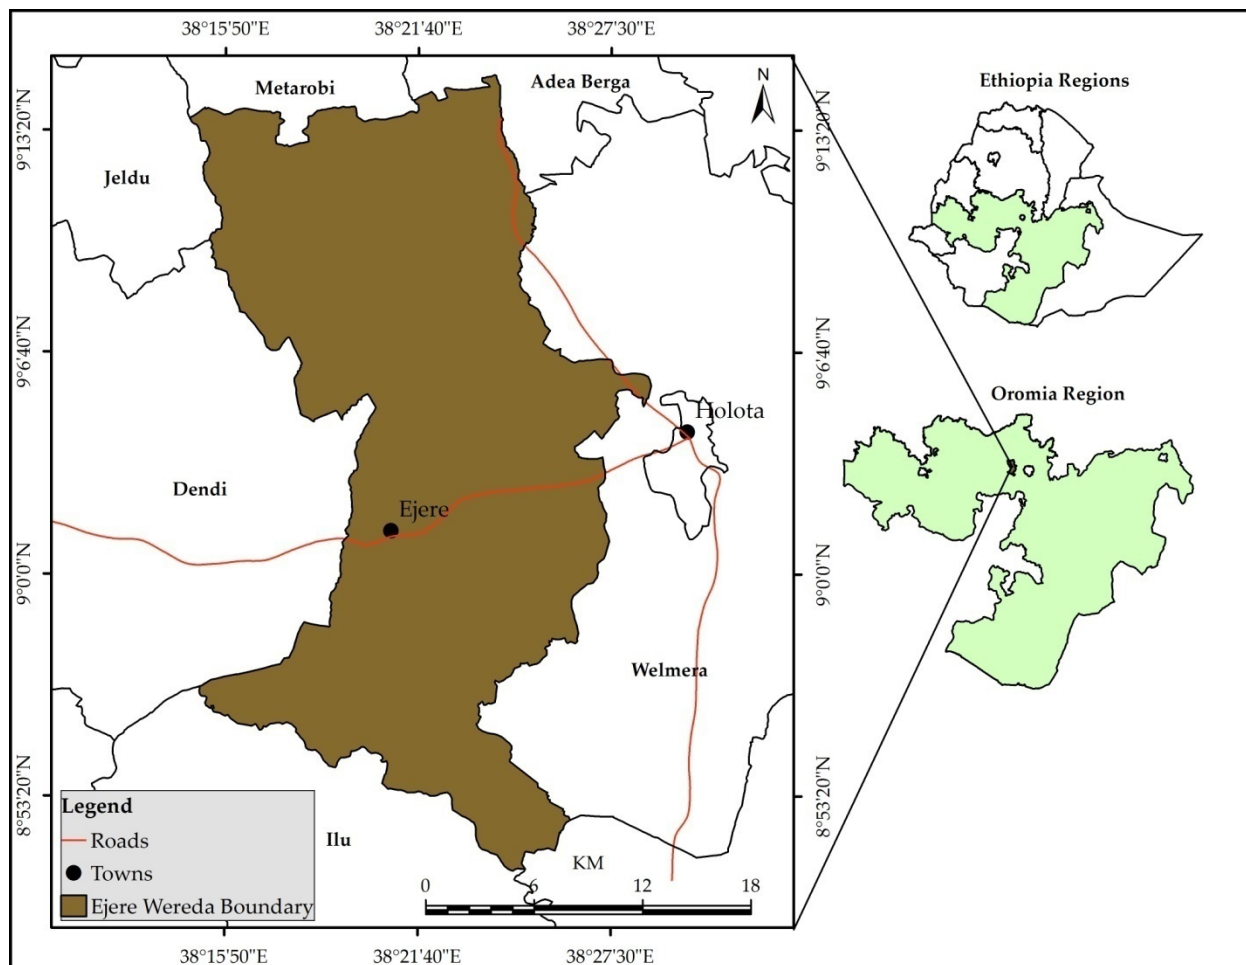 38°15'50"E
38°21'40"E
38°27'30"E
Metarobi
Adea Berga
N
Ethiopia Regions
9°13'20"N
9°13'20"N
Jeldu
9°6'40"N
9°6'40"N
Oromia Region
Holota
Dendi
Ejere
9°0'0"N
9°0'0"N
Welmera
8°53'20"N
8°53'20"N
Legend
Roads
Towns
Ejere Wereda Boundary
Ilu
KM
0 6 12 18
38°15'50"E
38°21'40"E
38°27'30"E